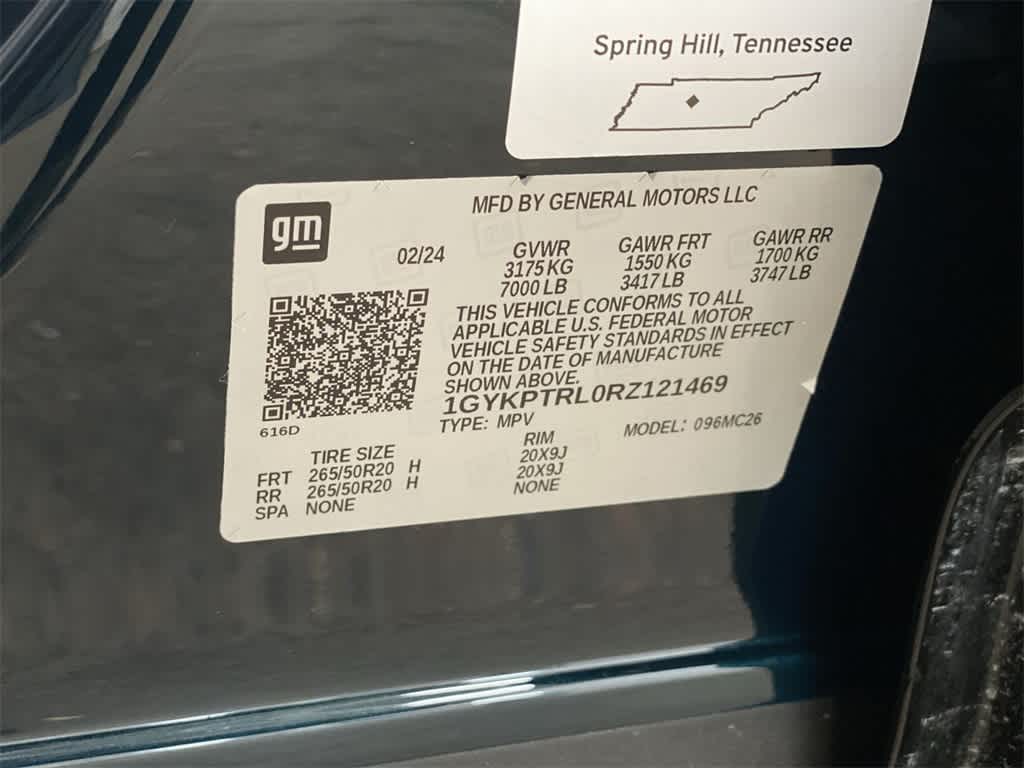 Spring Hill, Tennessee
gm
MFD BY GENERAL MOTORS LLC
02/24
GVWR GAWR FRT GAWR RR
3175 KG 1550 KG 1700 KG
7000 LB 3417 LB 3747 LB
THIS VEHICLE CONFORMS TO ALL
APPLICABLE U.S. FEDERAL MOTOR
VEHICLE SAFETY STANDARDS IN EFFECT
ON THE DATE OF MANUFACTURE
SHOWN ABOVE.
1GYKPTRL0RZ121469
616D
TYPE: MPV MODEL: 096MC26
TIRE SIZE RIM
FRT 265/50R20 H 20X9J
RR 265/50R20 H 20X9J
SPA NONE NONE